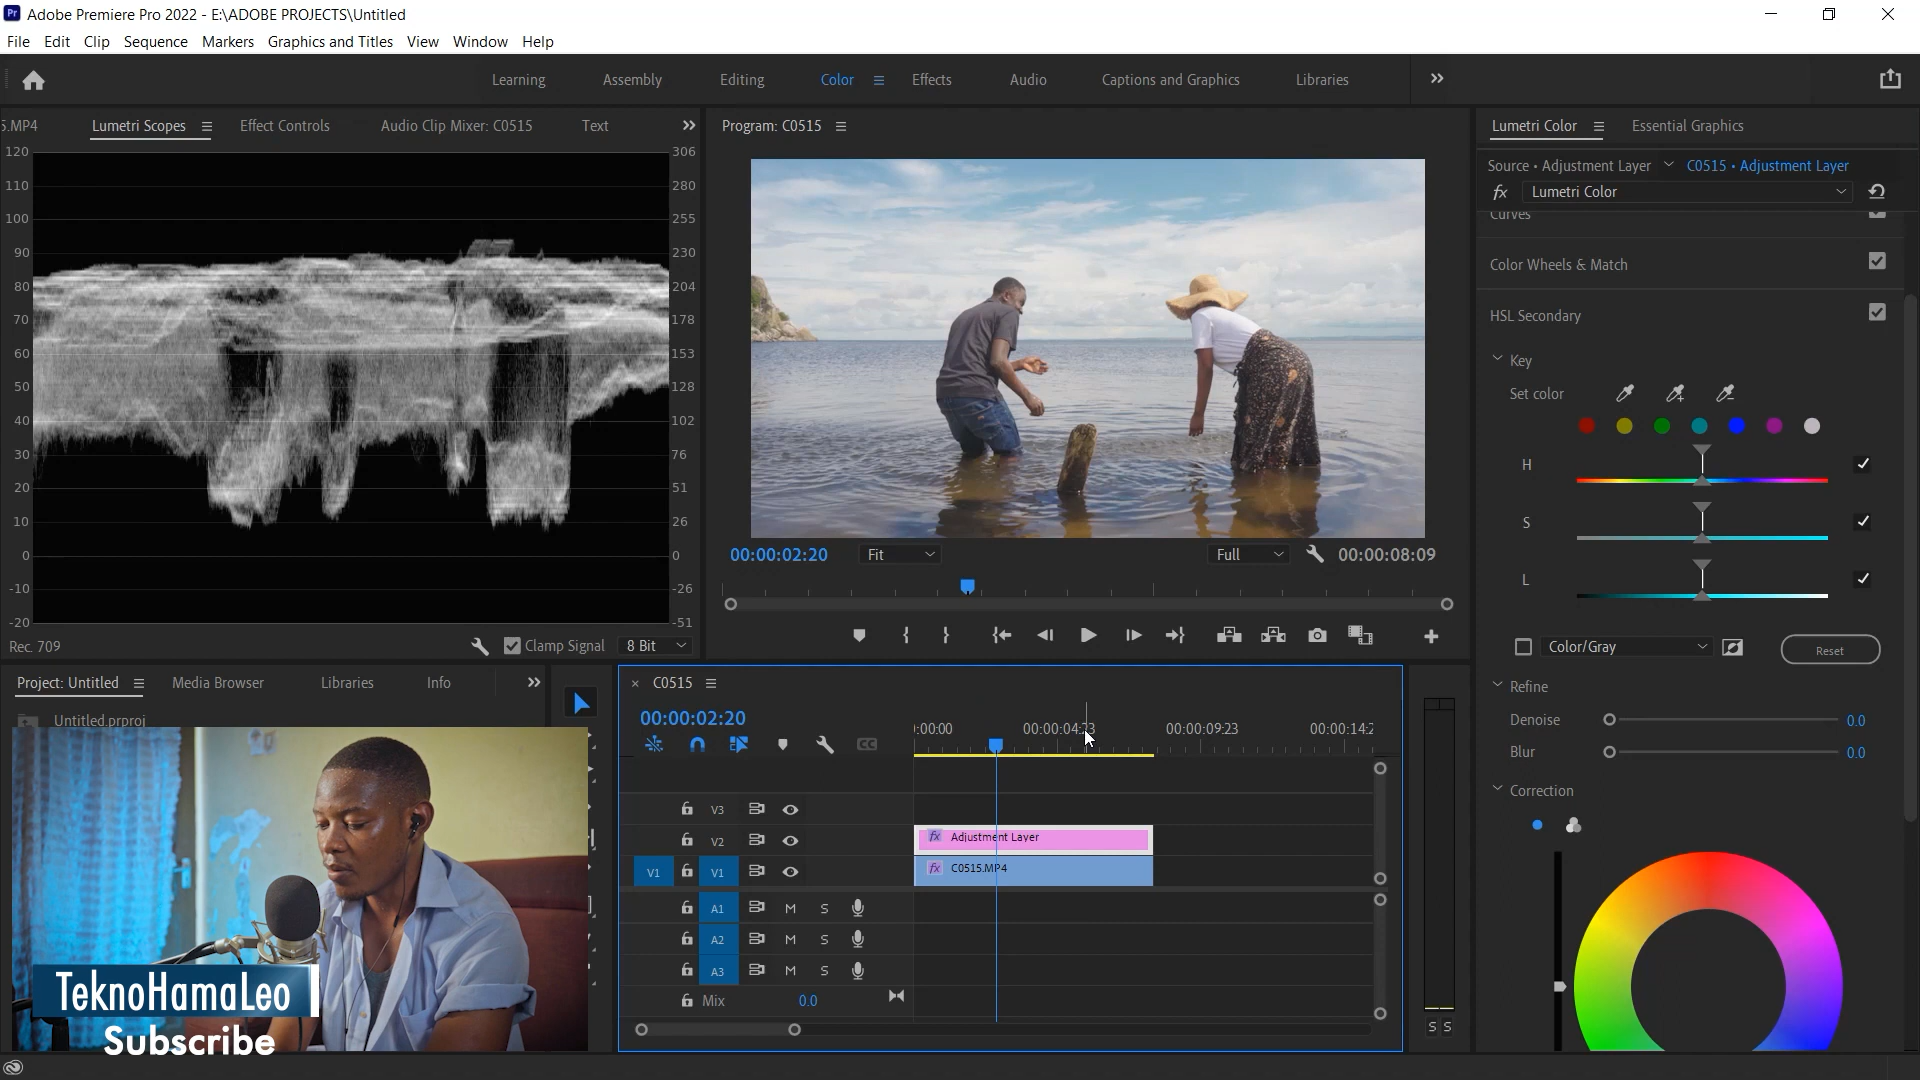 Adobe Premiere Pro 2022 - E:\ADOBE PROJECTS\Untitled
File Edit Clip Sequence Markers Graphics and Titles View Window Help
Learning Assembly Editing Color Effects Audio Captions and Graphics Libraries
5.MP4 Lumetri Scopes Effect Controls Audio Clip Mixer: C0515 Text
120 306
110 280
100 255
90 230
80 204
70 178
60 153
50 128
40 102
30 76
20 51
10 26
0 0
-10 -26
-20 -51
Rec. 709 Clamp Signal 8 Bit
Program: C0515
00:00:02:20 Fit Full 00:00:08:09
Lumetri Color Essential Graphics
Source • Adjustment Layer C0515 • Adjustment Layer
fx Lumetri Color
Curves
Color Wheels & Match
HSL Secondary
Key
Set color
H
S
L
Color/Gray Reset
Refine
Denoise 0.0
Blur 0.0
Correction
Project: Untitled Media Browser Libraries Info
Untitled.prproj
TeknoHamaLeo
Subscribe
C0515
00:00:02:20
:00:00 00:00:04:23 00:00:09:23 00:00:14:2
V3
V2 fx Adjustment Layer
V1 V1 fx C0515.MP4
A1 M S
A2 M S
A3 M S
Mix 0.0
S S